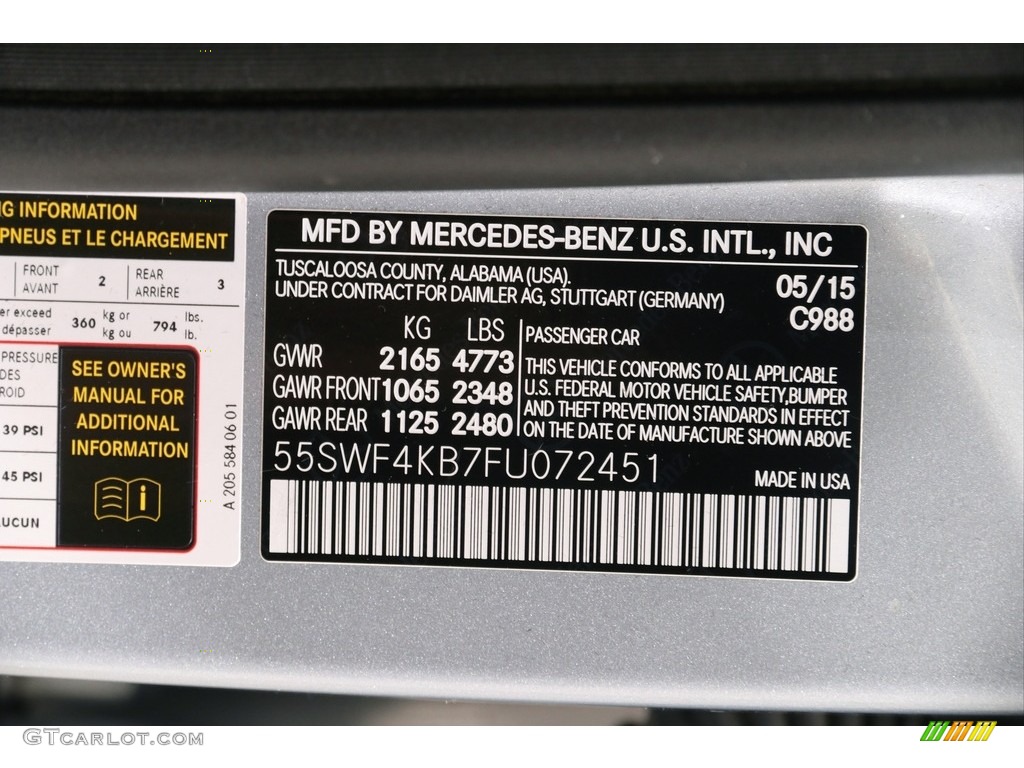 G INFORMATION
PNEUS ET LE CHARGEMENT
FRONT
AVANT
2
REAR
ARRIÈRE
3
er exceed
dépasser
360
kg or
kg ou
794
lbs.
lb.
PRESSURE
DES
ROID
39 PSI
45 PSI
UCUN
SEE OWNER'S
MANUAL FOR
ADDITIONAL
INFORMATION
i
A 205 584 06 01
MFD BY MERCEDES-BENZ U.S. INTL., INC
TUSCALOOSA COUNTY, ALABAMA (USA).
UNDER CONTRACT FOR DAIMLER AG, STUTTGART (GERMANY)
05/15
C988
KG LBS
GVWR 2165 4773
GAWR FRONT 1065 2348
GAWR REAR 1125 2480
PASSENGER CAR
THIS VEHICLE CONFORMS TO ALL APPLICABLE
U.S. FEDERAL MOTOR VEHICLE SAFETY, BUMPER
AND THEFT PREVENTION STANDARDS IN EFFECT
ON THE DATE OF MANUFACTURE SHOWN ABOVE
55SWF4KB7FU072451
MADE IN USA
GTCarLot.com